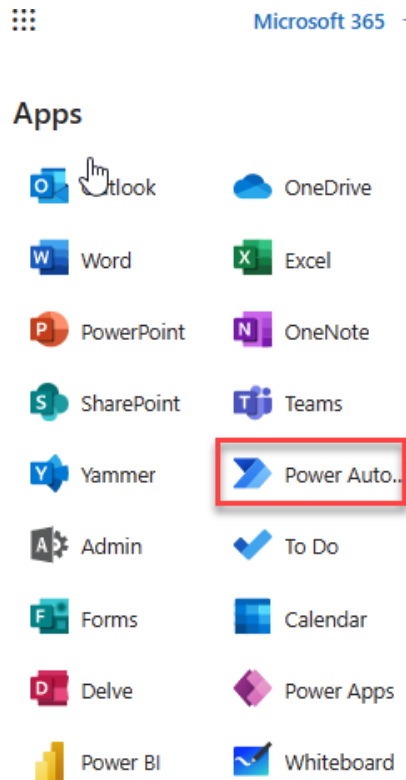 Microsoft 365
Apps
Outlook OneDrive
W Word X Excel
P PowerPoint N OneNote
S SharePoint Teams
Y Yammer Power Auto..
A Admin To Do
F Forms Calendar
D Delve Power Apps
Power BI Whiteboard